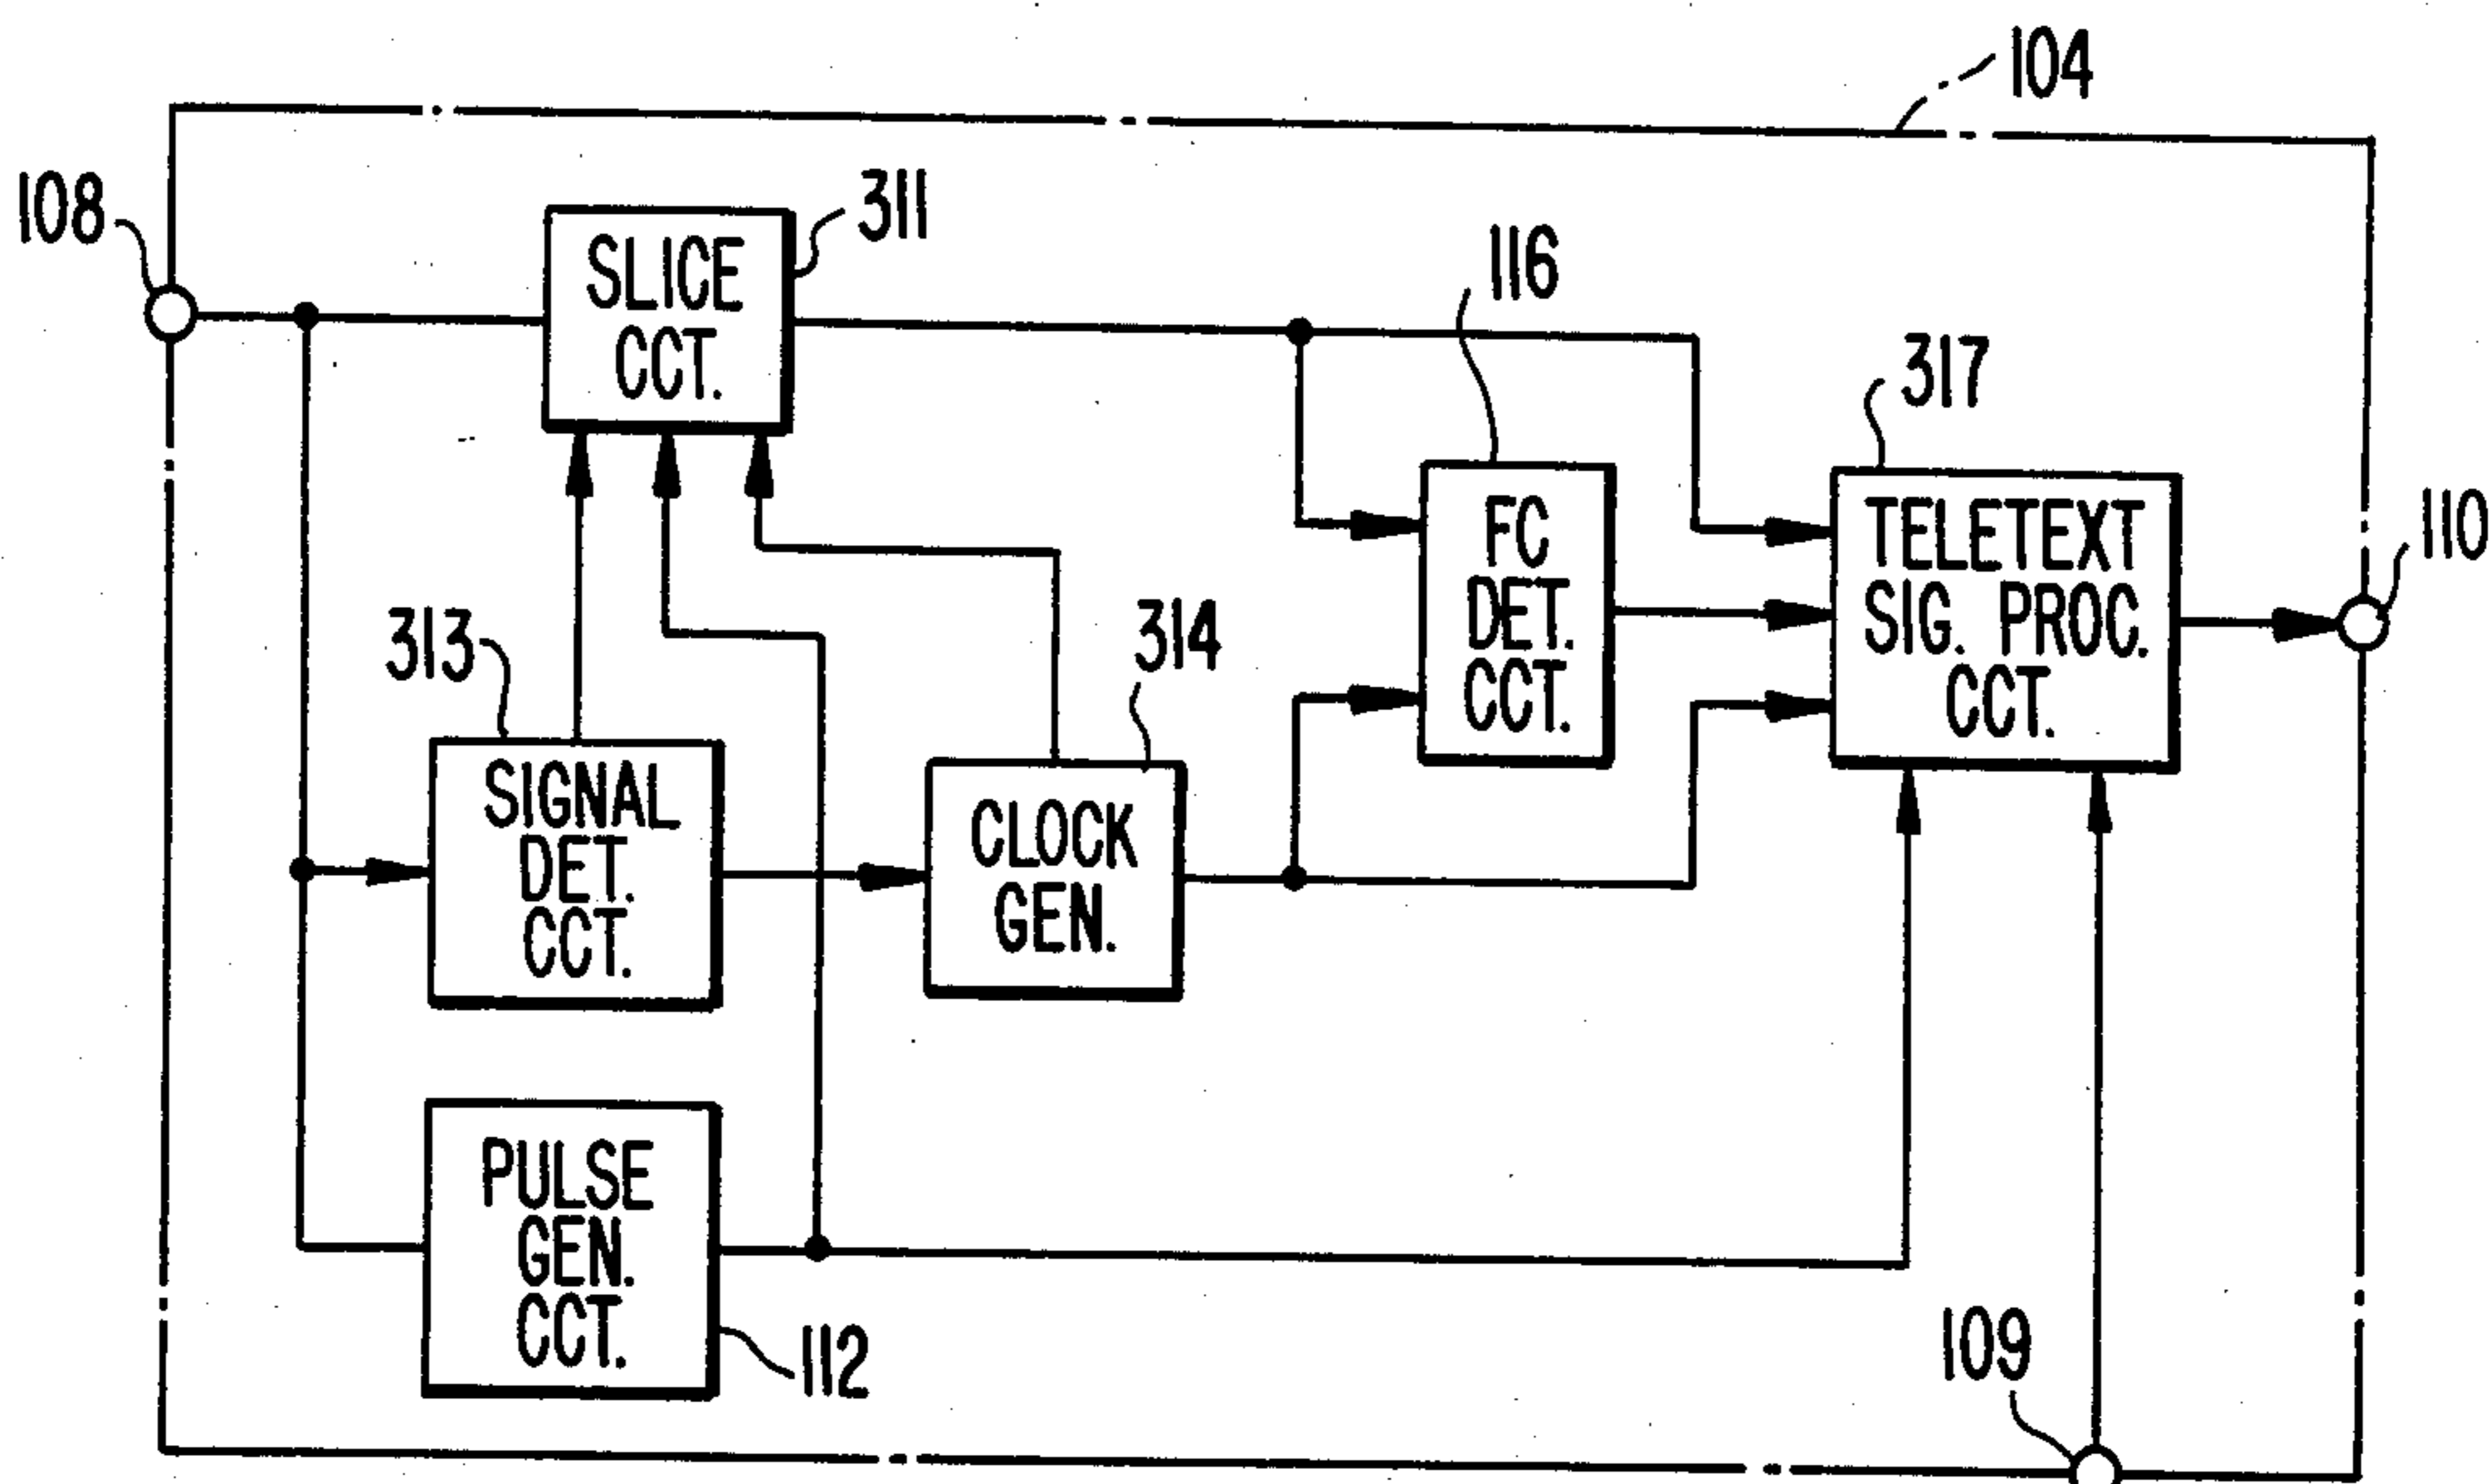 104
108
311
SLICE
CCT.
116
317
FC
DET.
CCT.
TELETEXT
SIG. PROC.
CCT.
110
313
314
SIGNAL
DET.
CCT.
CLOCK
GEN.
PULSE
GEN.
CCT.
112
109